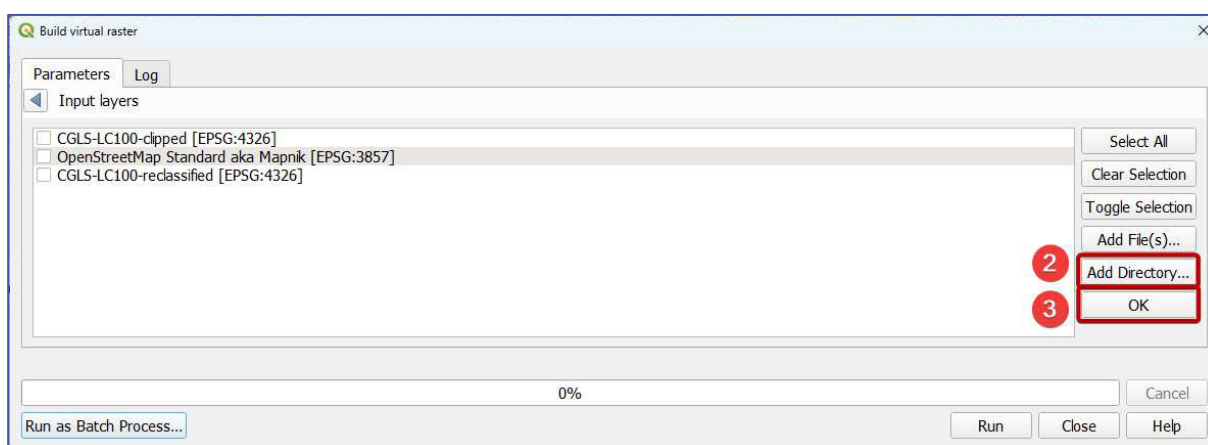 Build virtual raster
Parameters
Log
Input layers
CGLS-LC100-clipped [EPSG:4326]
OpenStreetMap Standard aka Mapnik [EPSG:3857]
CGLS-LC100-reclassified [EPSG:4326]
Select All
Clear Selection
Toggle Selection
Add File(s)...
2
Add Directory...
3
OK
0%
Cancel
Run as Batch Process...
Run
Close
Help